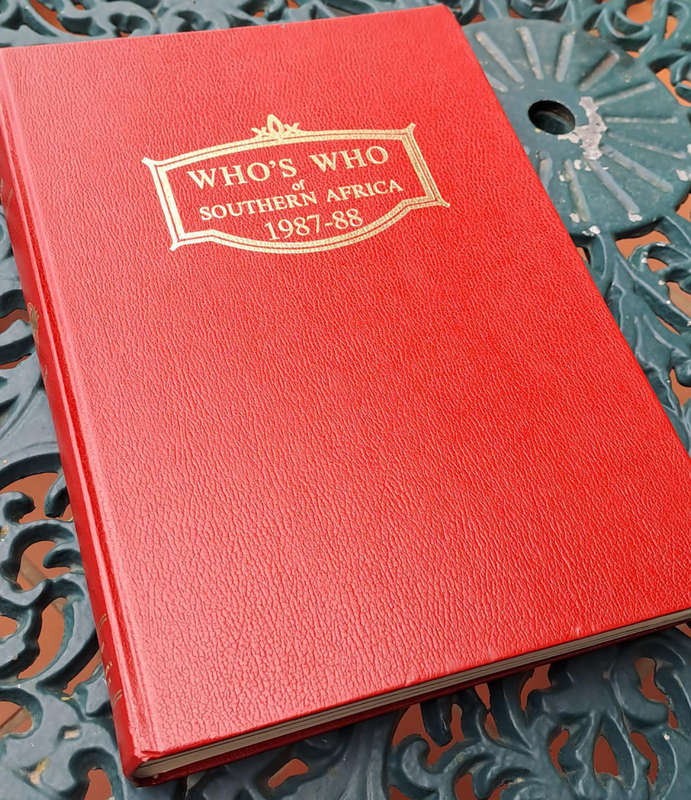 WHO'S WHO
of
SOUTHERN AFRICA
1987-88